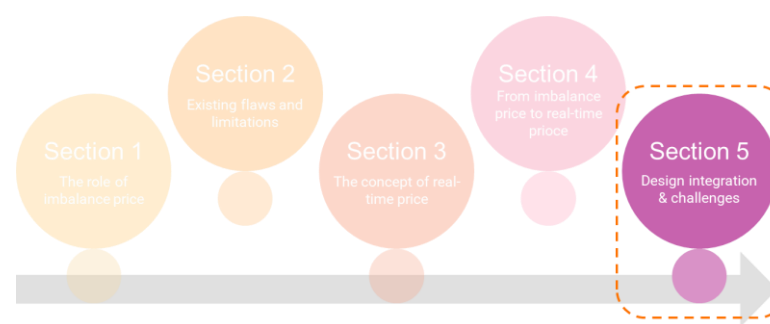 Section 1
The role of
imbalance price
Section 2
Existing flaws and
limitations
Section 3
The concept of real-
time price
Section 4
From imbalance
price to real-time
prioce
Section 5
Design integration
& challenges